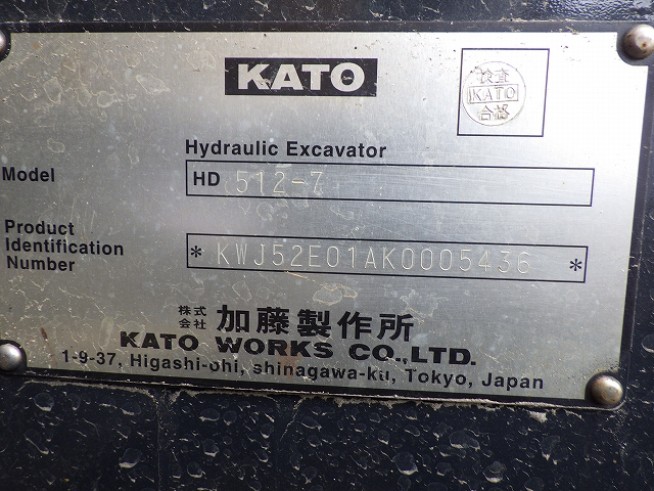 KATO
検査
KATO
合格
Hydraulic Excavator
Model
HD 512-7
Product
Identification
Number
* KWJ52E01AK0005436 *
株式
会社 加藤製作所
KATO WORKS CO.,LTD.
1-9-37, Higashi-ohi, shinagawa-ku, Tokyo, Japan